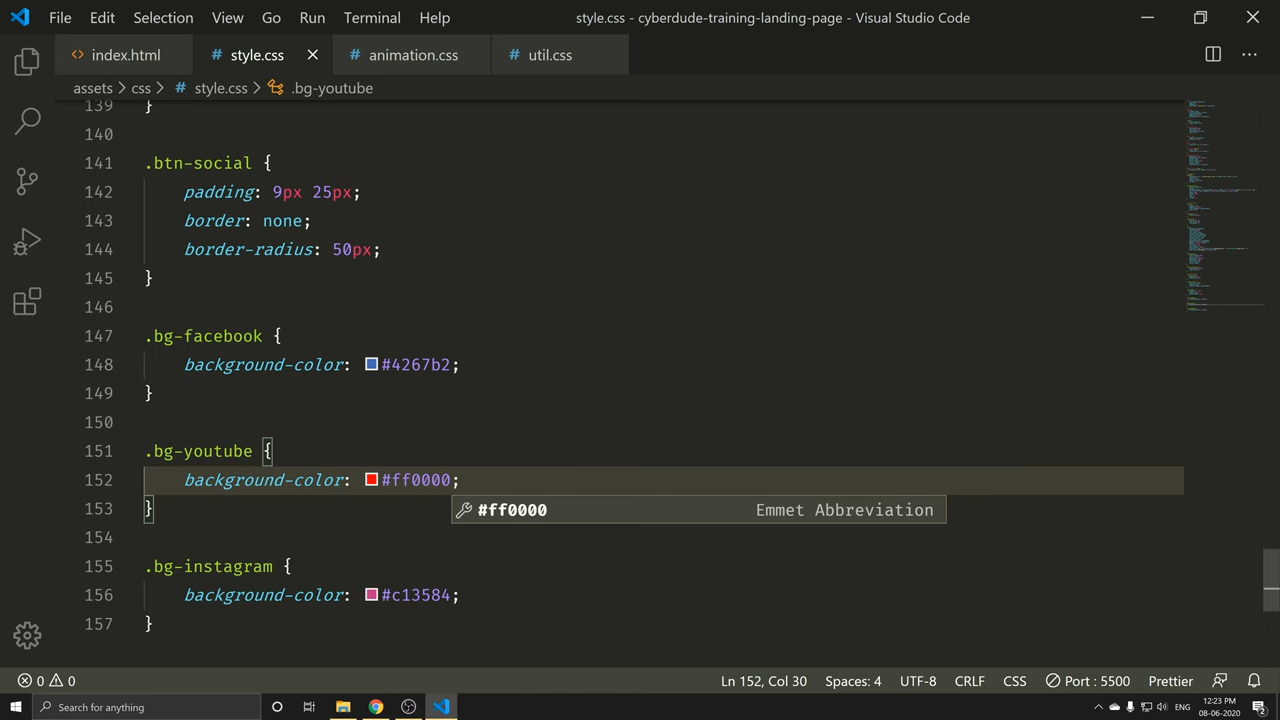 File Edit Selection View Go Run Terminal Help style.css - cyberdude-training-landing-page - Visual Studio Code
<> index.html # style.css # animation.css # util.css
assets > css > # style.css > .bg-youtube
139 }
140
141 .btn-social {
142 padding: 9px 25px;
143 border: none;
144 border-radius: 50px;
145 }
146
147 .bg-facebook {
148 background-color: #4267b2;
149 }
150
151 .bg-youtube {
152 background-color: #ff0000;
153 }
#ff0000 Emmet Abbreviation
154
155 .bg-instagram {
156 background-color: #c13584;
157 }
0 0 Ln 152, Col 30 Spaces: 4 UTF-8 CRLF CSS Port : 5500 Prettier
Search for anything ENG 12:23 PM
08-06-2020 2